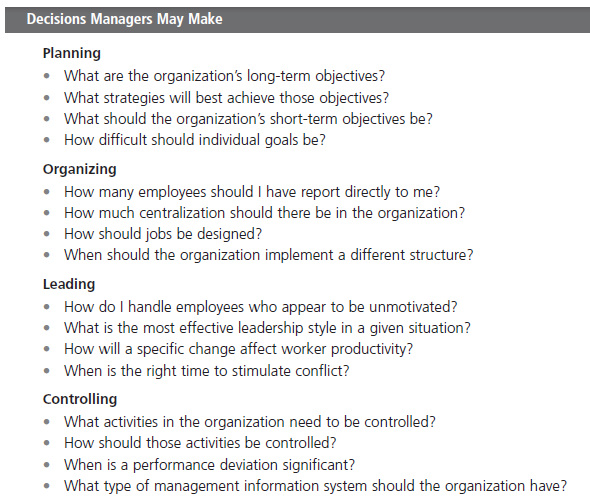 Decisions Managers May Make
Planning
• What are the organization's long-term objectives?
• What strategies will best achieve those objectives?
• What should the organization's short-term objectives be?
• How difficult should individual goals be?
Organizing
• How many employees should I have report directly to me?
• How much centralization should there be in the organization?
• How should jobs be designed?
• When should the organization implement a different structure?
Leading
• How do I handle employees who appear to be unmotivated?
• What is the most effective leadership style in a given situation?
• How will a specific change affect worker productivity?
• When is the right time to stimulate conflict?
Controlling
• What activities in the organization need to be controlled?
• How should those activities be controlled?
• When is a performance deviation significant?
• What type of management information system should the organization have?